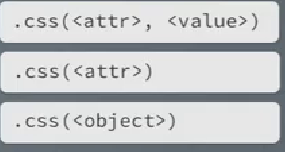 .css(<attr>, <value>)
.css(<attr>)
.css(<object>)